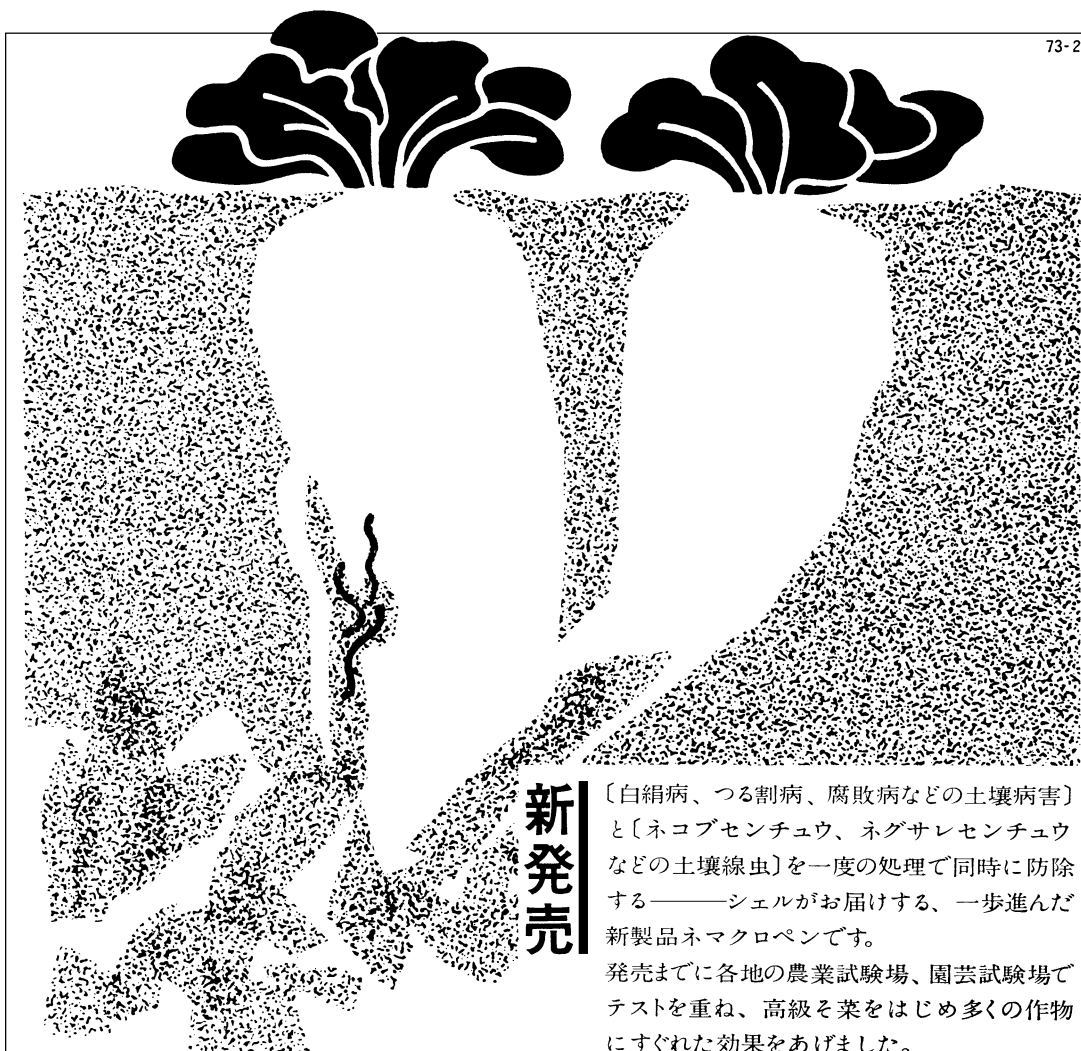 73-2
新発売
〔白絹病、つる割病、腐敗病などの土壌病害〕
と〔ネコブセンチュウ、ネグサレセンチュウ
などの土壌線虫〕を一度の処理で同時に防除
する———シェルがお届けする、一歩進んだ
新製品ネマクロペンです。
発売までに各地の農業試験場、園芸試験場で
テストを重ね、高級そ菜をはじめ多くの作物
にすぐれた効果をあげました。